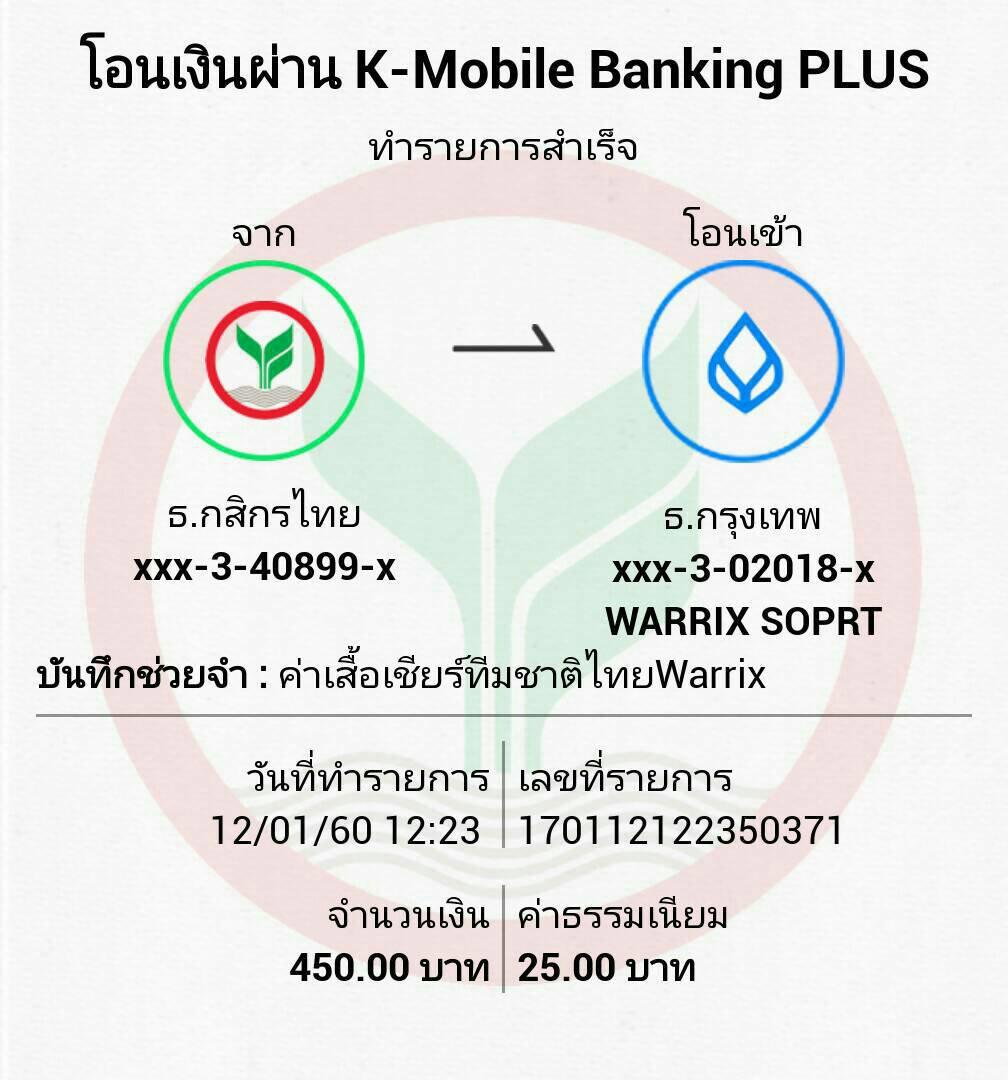 โอนเงินผ่าน K-Mobile Banking PLUS
ทำรายการสำเร็จ
จาก
โอนเข้า
ธ.กสิกรไทย
xxx-3-40899-x
ธ.กรุงเทพ
xxx-3-02018-x
WARRIX SOPRT
บันทึกช่วยจำ : ค่าเสื้อเชียร์ทีมชาติไทยWarrix
วันที่ทำรายการ
12/01/60 12:23
เลขที่รายการ
170112122350371
จำนวนเงิน
450.00 บาท
ค่าธรรมเนียม
25.00 บาท